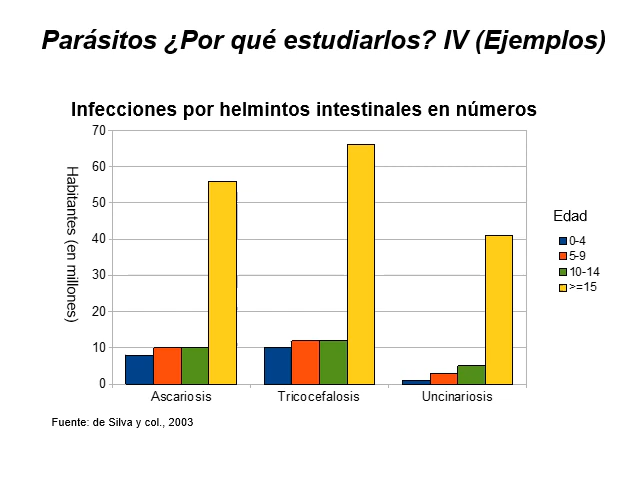 Parásitos ¿Por qué estudiarlos? IV (Ejemplos)
Infecciones por helmintos intestinales en números
Habitantes (en millones)
70
60
50
40
30
20
10
0
Ascariosis
Tricocefalosis
Uncinariosis
Edad
0-4
5-9
10-14
>=15
Fuente: de Silva y col., 2003